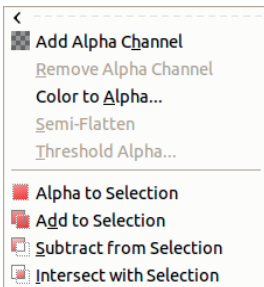 Add Alpha Channel
Remove Alpha Channel
Color to Alpha...
Semi-Flatten
Threshold Alpha...
Alpha to Selection
Add to Selection
Subtract from Selection
Intersect with Selection